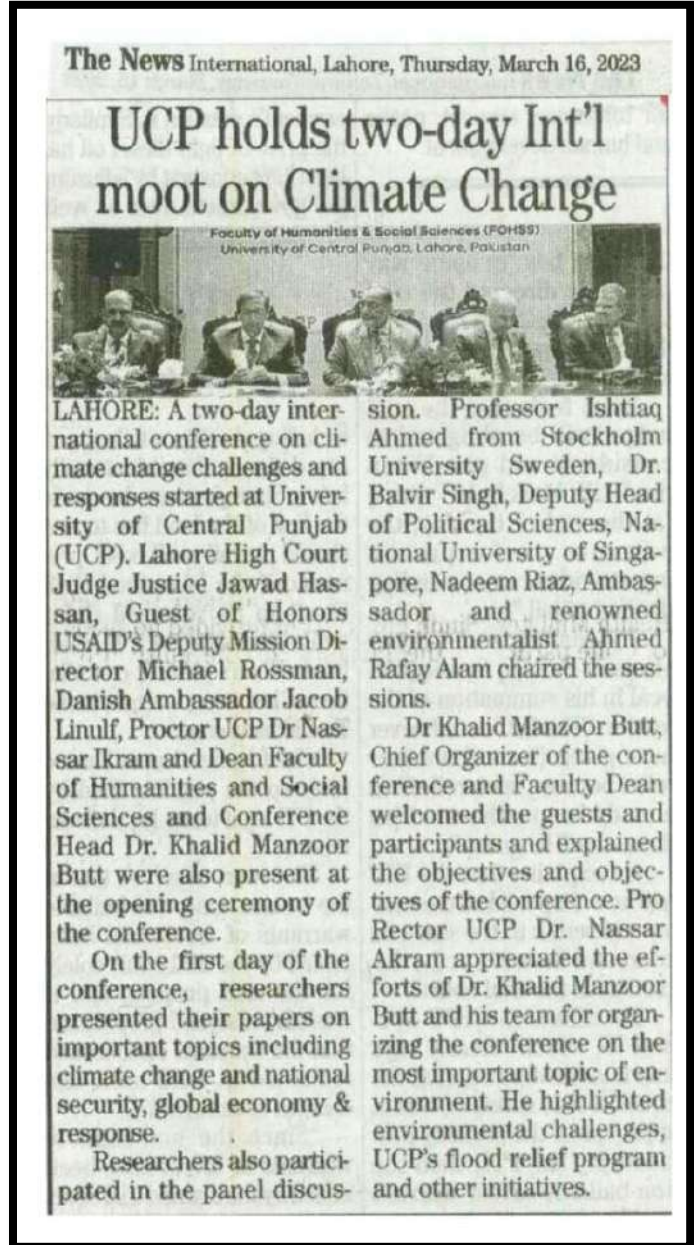 The News International, Lahore, Thursday, March 16, 2023
UCP holds two-day Int'l
moot on Climate Change
Faculty of Humanities & Social Sciences (FOHSS)
University of Central Punjab, Lahore, Pakistan
LAHORE: A two-day inter-
national conference on cli-
mate change challenges and
responses started at Univer-
sity of Central Punjab
(UCP). Lahore High Court
Judge Justice Jawad Has-
san, Guest of Honors
USAID's Deputy Mission Di-
rector Michael Rossman,
Danish Ambassador Jacob
Linulf, Proctor UCP Dr Nas-
sar Ikram and Dean Faculty
of Humanities and Social
Sciences and Conference
Head Dr. Khalid Manzoor
Butt were also present at
the opening ceremony of
the conference.
On the first day of the
conference, researchers
presented their papers on
important topics including
climate change and national
security, global economy &
response.
Researchers also partici-
pated in the panel discus-
sion. Professor Ishtiaq
Ahmed from Stockholm
University Sweden, Dr.
Balvir Singh, Deputy Head
of Political Sciences, Na-
tional University of Singa-
pore, Nadeem Riaz, Ambas-
sador and renowned
environmentalist Ahmed
Rafay Alam chaired the ses-
sions.
Dr Khalid Manzoor Butt,
Chief Organizer of the con-
ference and Faculty Dean
welcomed the guests and
participants and explained
the objectives and objec-
tives of the conference. Pro
Rector UCP Dr. Nassar
Akram appreciated the ef-
forts of Dr. Khalid Manzoor
Butt and his team for organ-
izing the conference on the
most important topic of en-
vironment. He highlighted
environmental challenges,
UCP's flood relief program
and other initiatives.